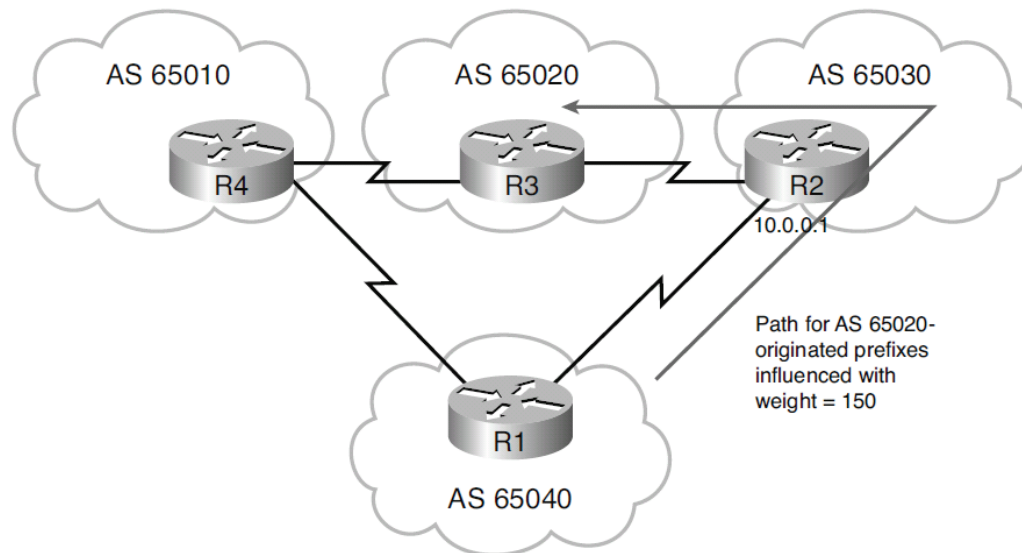 AS 65010
AS 65020
AS 65030
R4
R3
R2
10.0.0.1
Path for AS 65020-
originated prefixes
influenced with
weight = 150
R1
AS 65040